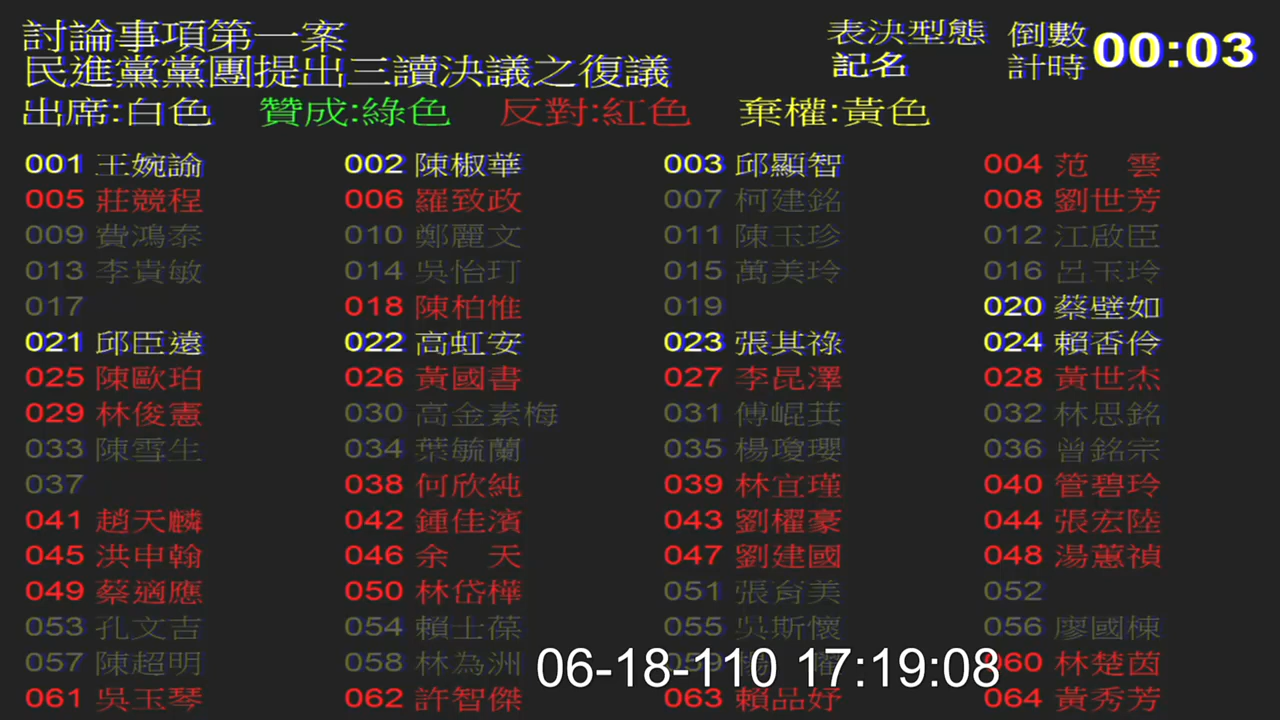 討論事項第一案
民進黨黨團提出三讀決議之復議
表決型態
記名
倒數
計時
00:03
出席:白色 贊成:綠色 反對:紅色 棄權:黃色
001 王婉諭 002 陳椒華 003 邱顯智 004 范 雲
005 莊競程 006 羅致政 007 柯建銘 008 劉世芳
009 費鴻泰 010 鄭麗文 011 陳玉珍 012 江啟臣
013 李貴敏 014 吳怡玎 015 萬美玲 016 呂玉玲
017 018 陳柏惟 019 020 蔡壁如
021 邱臣遠 022 高虹安 023 張其祿 024 賴香伶
025 陳歐珀 026 黃國書 027 李昆澤 028 黃世杰
029 林俊憲 030 高金素梅 031 傅崐萁 032 林思銘
033 陳雪生 034 葉毓蘭 035 楊瓊瓔 036 曾銘宗
037 038 何欣純 039 林宜瑾 040 管碧玲
041 趙天麟 042 鍾佳濱 043 劉櫂豪 044 張宏陸
045 洪申翰 046 余 天 047 劉建國 048 湯蕙禎
049 蔡適應 050 林岱樺 051 張育美 052
053 孔文吉 054 賴士葆 055 吳斯懷 056 廖國棟
057 陳超明 058 林為洲 059 060 林楚茵
06-18-110 17:19:08
061 吳玉琴 062 許智傑 063 賴品妤 064 黃秀芳